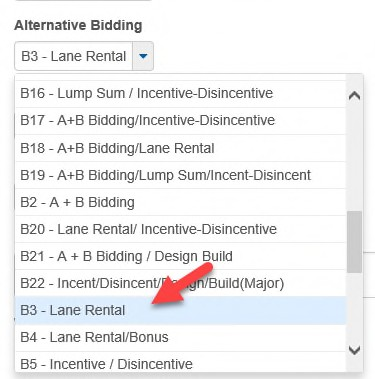 Alternative Bidding
B3 - Lane Rental
B16 - Lump Sum / Incentive-Disincentive
B17 - A+B Bidding/Incentive-Disincentive
B18 - A+B Bidding/Lane Rental
B19 - A+B Bidding/Lump Sum/Incent-Disincent
B2 - A + B Bidding
B20 - Lane Rental/ Incentive-Disincentive
B21 - A + B Bidding / Design Build
B22 - Incent/Disincent/Design/Build(Major)
B3 - Lane Rental
B4 - Lane Rental/Bonus
B5 - Incentive / Disincentive